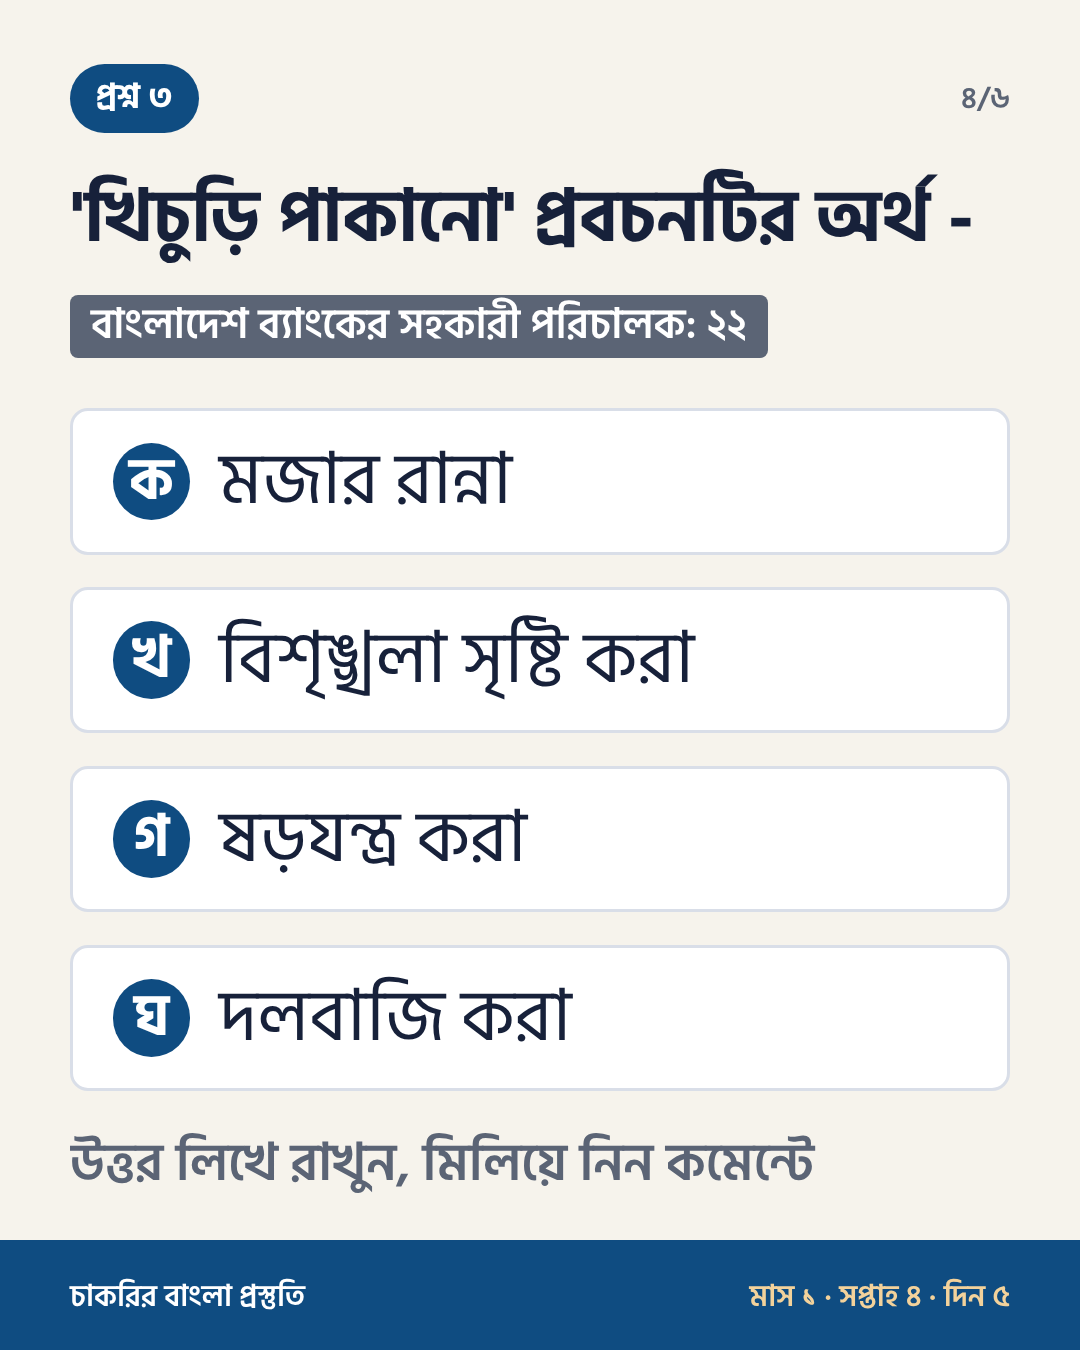 প্রশ্ন ৩
৪/৬
'খিচুড়ি পাকানো' প্রবচনটির অর্থ -
বাংলাদেশ ব্যাংকের সহকারী পরিচালক: ২২
ক মজার রান্না
খ বিশৃঙ্খলা সৃষ্টি করা
গ ষড়যন্ত্র করা
ঘ দলবাজি করা
উত্তর লিখে রাখুন, মিলিয়ে নিন কমেন্টে
চাকরির বাংলা প্রস্তুতি
মাস ১ · সপ্তাহ ৪ · দিন ৫